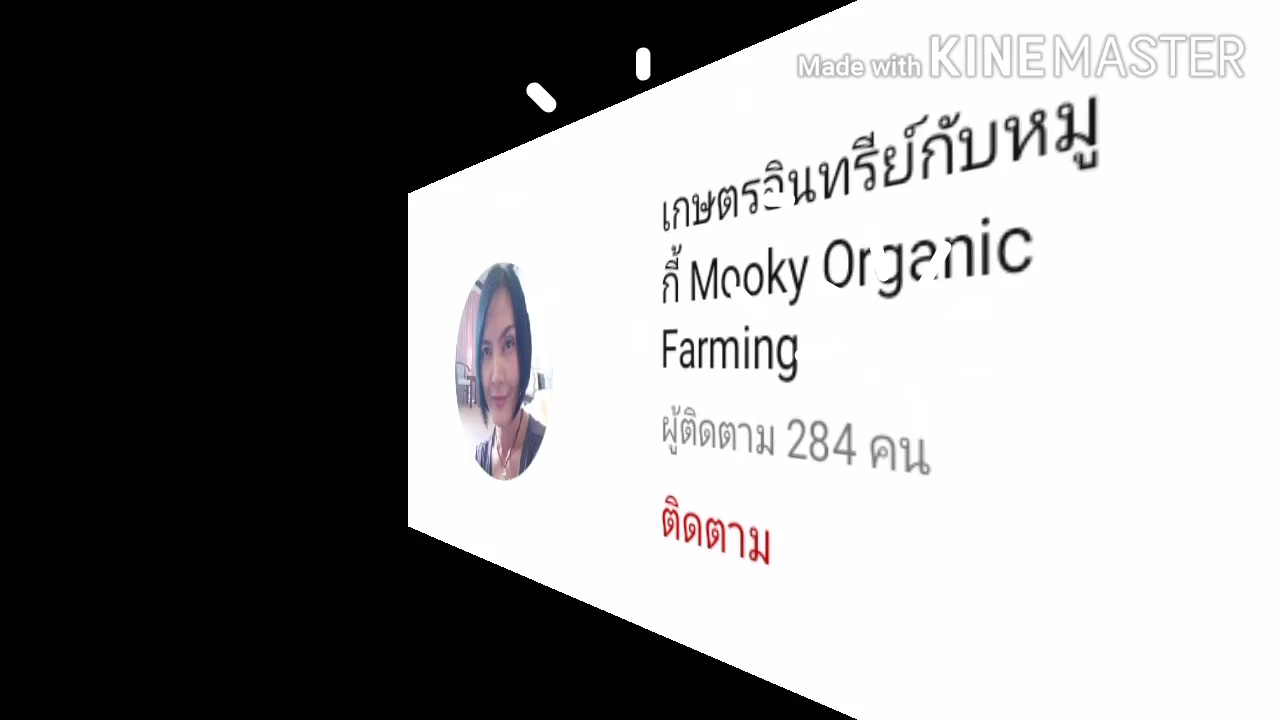 Made with KINEMASTER
เกษตรอินทรีย์กับหมู
กี้ Mooky Organic
Farming
ผู้ติดตาม 284 คน
ติดตาม